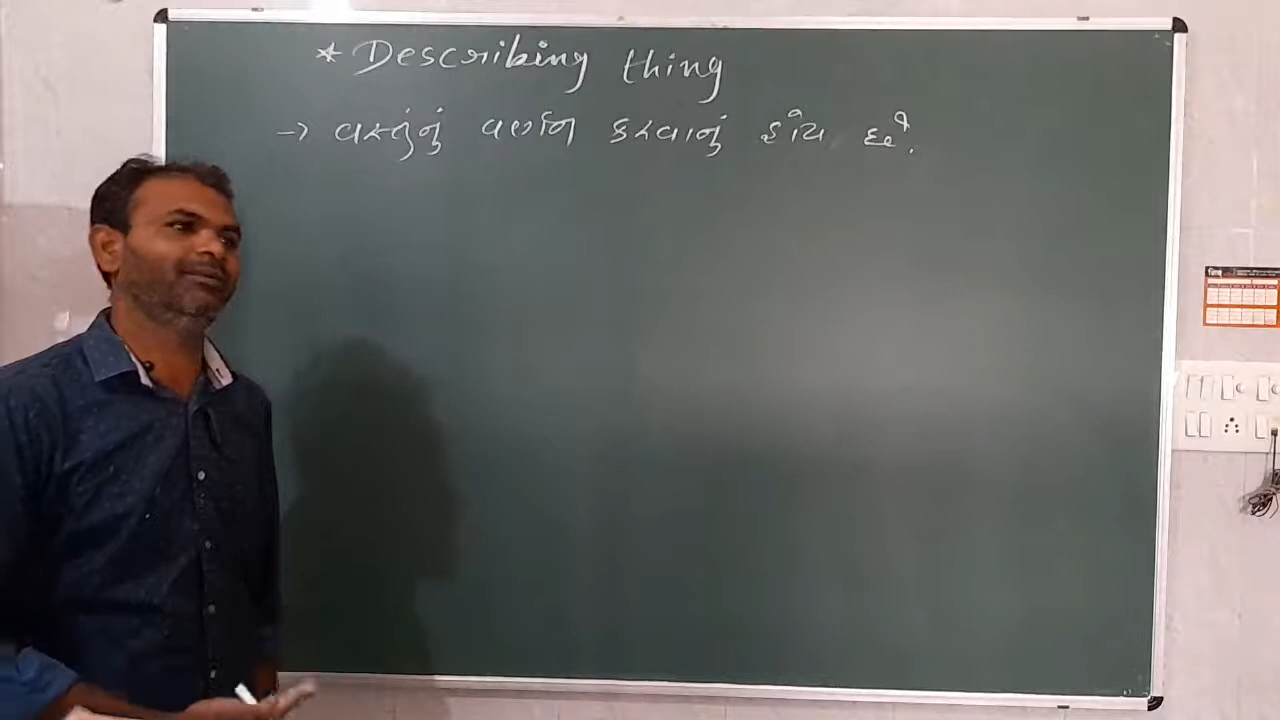 * Describing thing
→ વસ્તુંનું વર્ણન કરવાનું હોય છે.